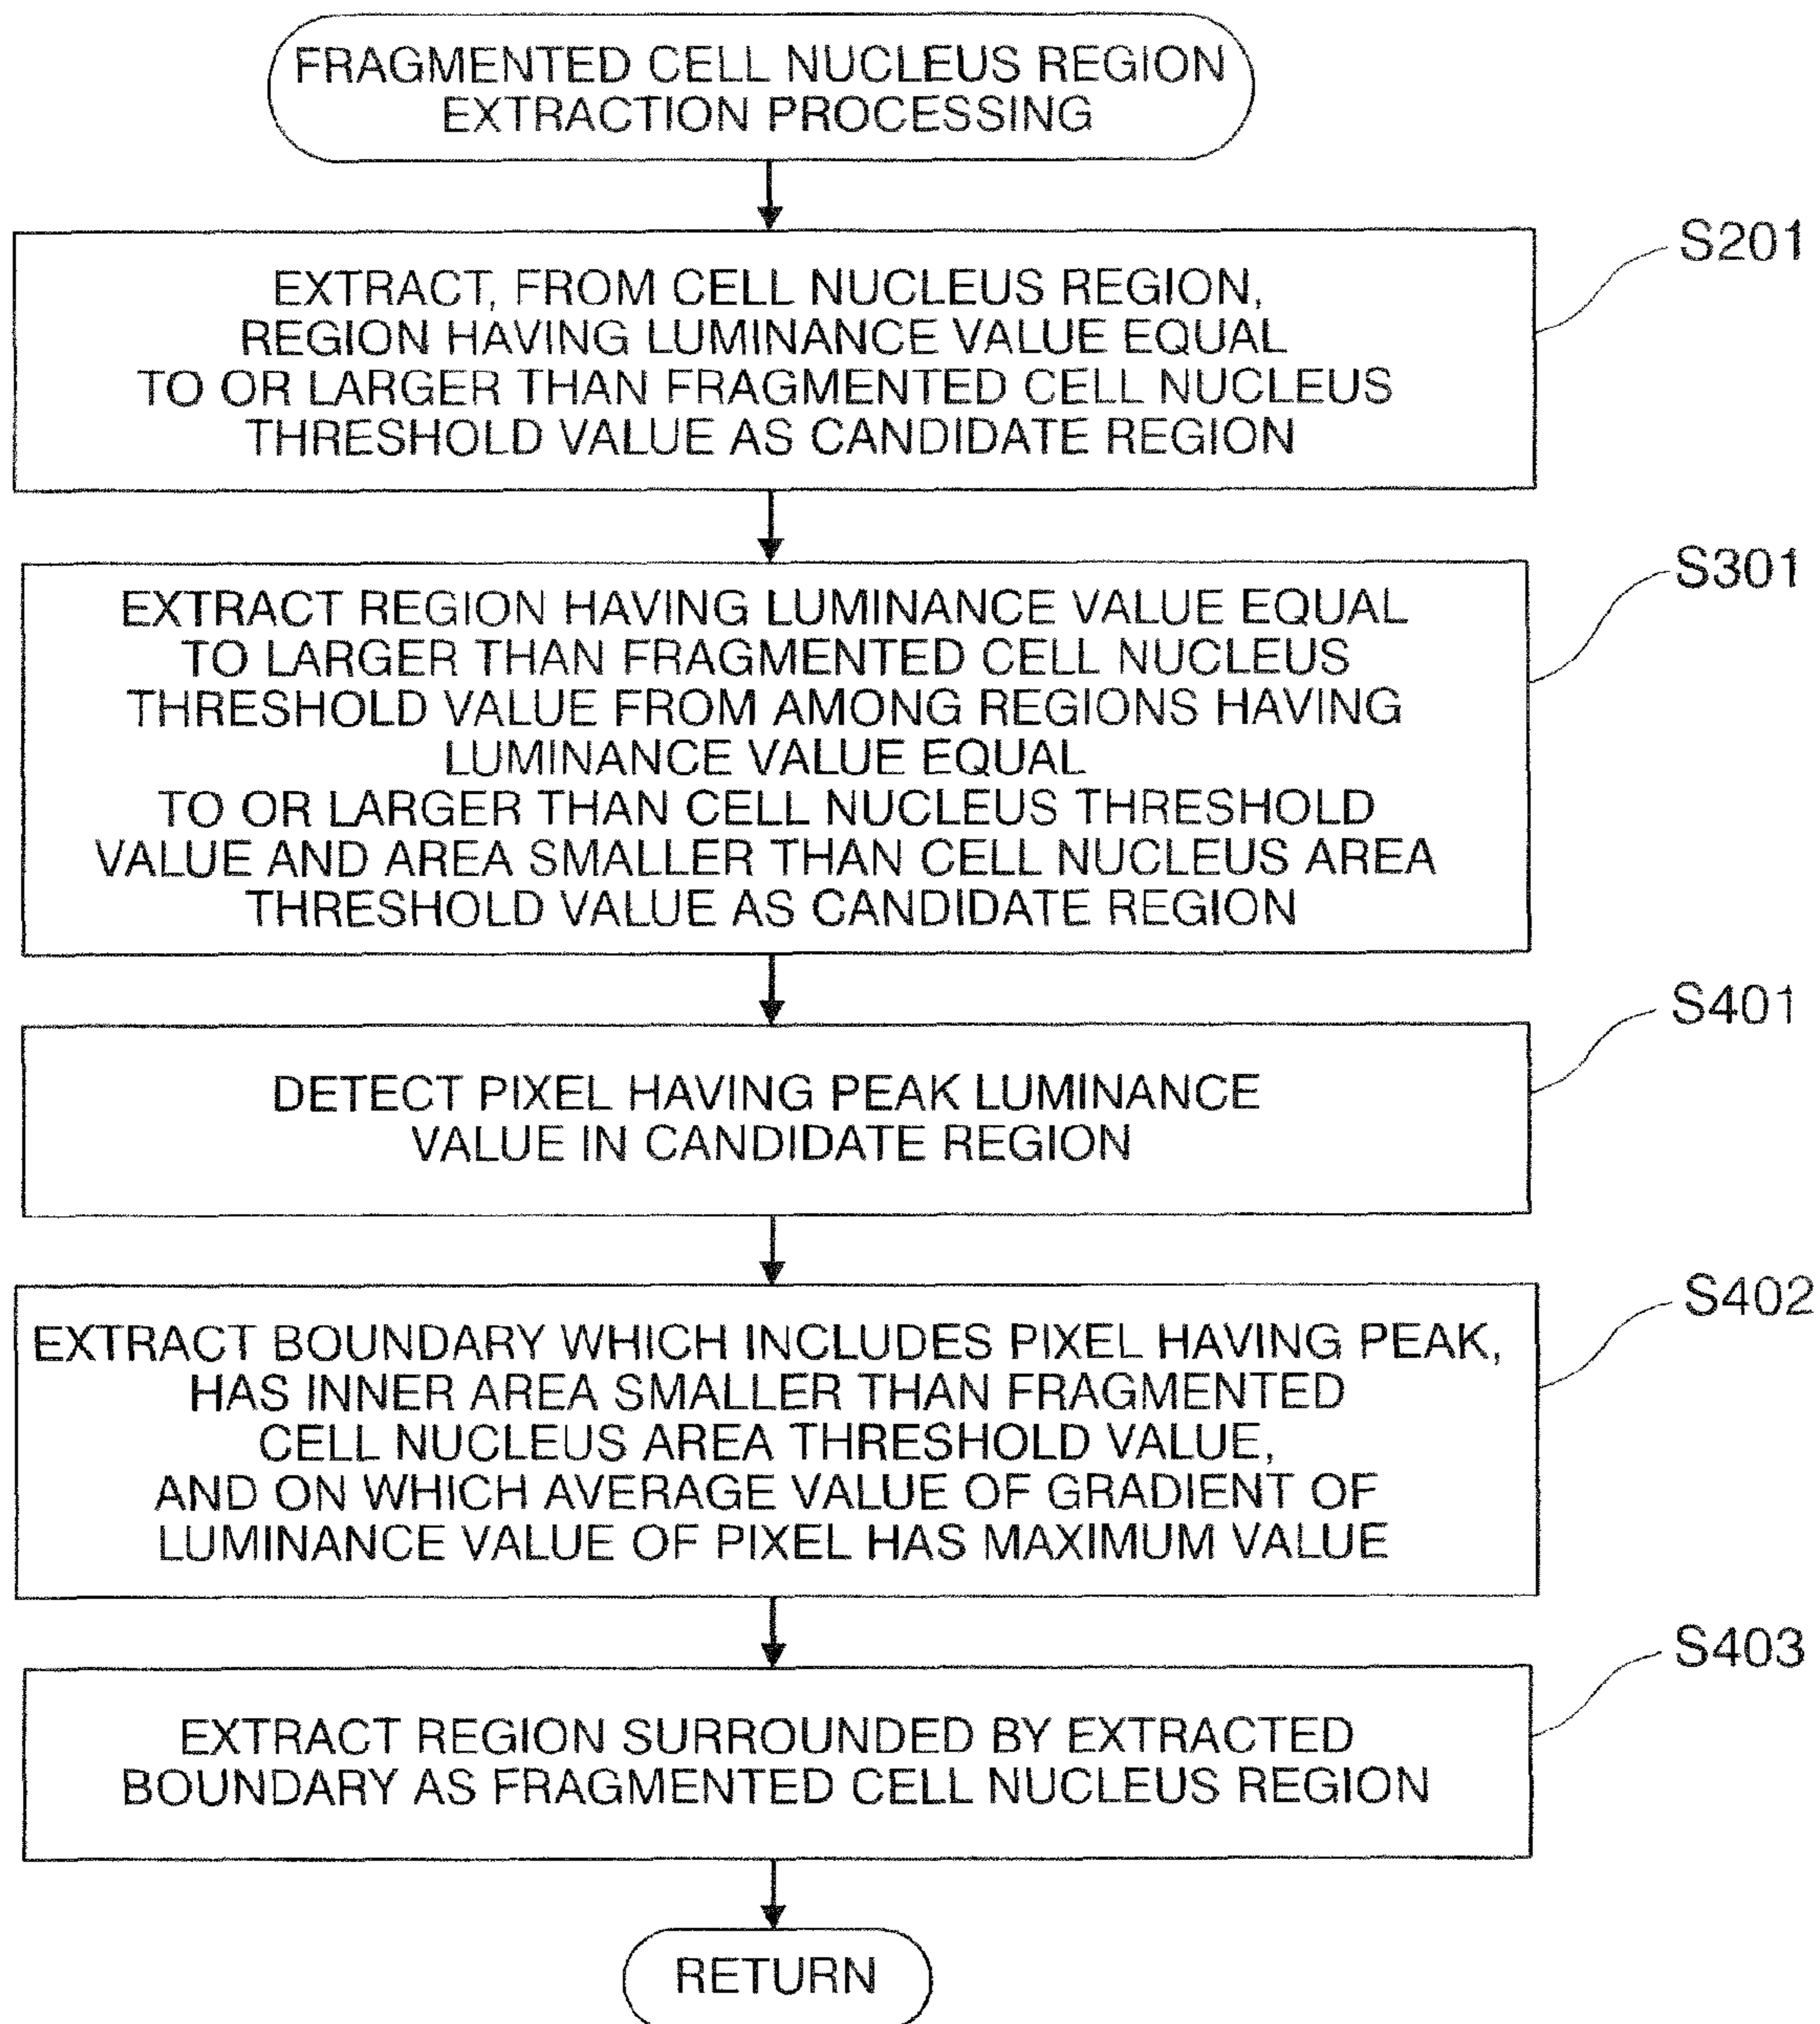 FRAGMENTED CELL NUCLEUS REGION
EXTRACTION PROCESSING
S201
EXTRACT, FROM CELL NUCLEUS REGION,
REGION HAVING LUMINANCE VALUE EQUAL
TO OR LARGER THAN FRAGMENTED CELL NUCLEUS
THRESHOLD VALUE AS CANDIDATE REGION
S301
EXTRACT REGION HAVING LUMINANCE VALUE EQUAL
TO LARGER THAN FRAGMENTED CELL NUCLEUS
THRESHOLD VALUE FROM AMONG REGIONS HAVING
LUMINANCE VALUE EQUAL
TO OR LARGER THAN CELL NUCLEUS THRESHOLD
VALUE AND AREA SMALLER THAN CELL NUCLEUS AREA
THRESHOLD VALUE AS CANDIDATE REGION
S401
DETECT PIXEL HAVING PEAK LUMINANCE
VALUE IN CANDIDATE REGION
S402
EXTRACT BOUNDARY WHICH INCLUDES PIXEL HAVING PEAK,
HAS INNER AREA SMALLER THAN FRAGMENTED
CELL NUCLEUS AREA THRESHOLD VALUE,
AND ON WHICH AVERAGE VALUE OF GRADIENT OF
LUMINANCE VALUE OF PIXEL HAS MAXIMUM VALUE
S403
EXTRACT REGION SURROUNDED BY EXTRACTED
BOUNDARY AS FRAGMENTED CELL NUCLEUS REGION
RETURN